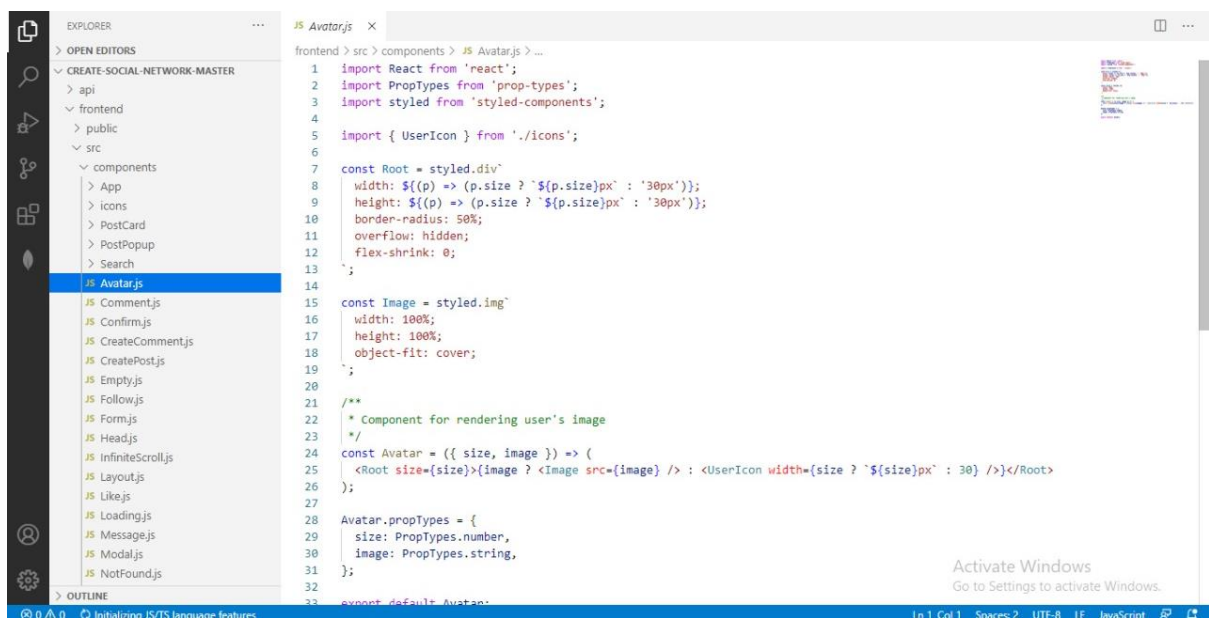 EXPLORER ...
> OPEN EDITORS
CREATE-SOCIAL-NETWORK-MASTER
> api
frontend
> public
src
components
> App
> icons
> PostCard
> PostPopup
> Search
JS Avatar.js
JS Comment.js
JS Confirm.js
JS CreateComment.js
JS CreatePost.js
JS Empty.js
JS Follow.js
JS Form.js
JS Head.js
JS InfiniteScroll.js
JS Layout.js
JS Like.js
JS Loading.js
JS Message.js
JS Modal.js
JS NotFound.js
> OUTLINE
JS Avatar.js ×
frontend > src > components > JS Avatar.js > ...
1 import React from 'react';
2 import PropTypes from 'prop-types';
3 import styled from 'styled-components';
4
5 import { UserIcon } from './icons';
6
7 const Root = styled.div`
8 width: ${(p) => (p.size ? `${p.size}px` : '30px')};
9 height: ${(p) => (p.size ? `${p.size}px` : '30px')};
10 border-radius: 50%;
11 overflow: hidden;
12 flex-shrink: 0;
13 `;
14
15 const Image = styled.img`
16 width: 100%;
17 height: 100%;
18 object-fit: cover;
19 `;
20
21 /**
22 * Component for rendering user's image
23 */
24 const Avatar = ({ size, image }) => (
25 <Root size={size}>{image ? <Image src={image} /> : <UserIcon width={size ? `${size}px` : 30} />}</Root>
26 );
27
28 Avatar.propTypes = {
29 size: PropTypes.number,
30 image: PropTypes.string,
31 };
32
33 export default Avatar;
Activate Windows
Go to Settings to activate Windows.
0 0 Initializing JS/TS language features
Ln 1, Col 1 Spaces: 2 UTF-8 LF JavaScript